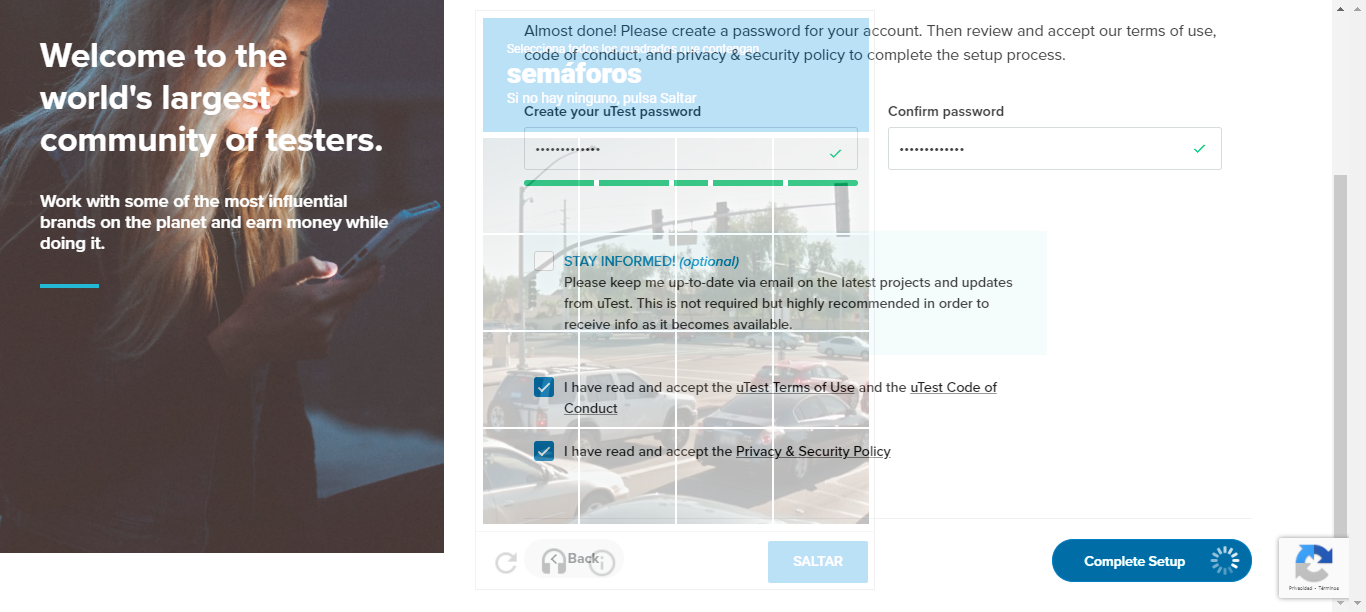 Welcome to the
world's largest
community of testers.
Work with some of the most influential
brands on the planet and earn money while
doing it.
Almost done! Please create a password for your account. Then review and accept our terms of use,
code of conduct, and privacy & security policy to complete the setup process.
Selecciona todos los cuadrados que contengan
semáforos
Si no hay ninguno, pulsa Saltar
Create your uTest password
Confirm password
•••••••••••••
•••••••••••••
STAY INFORMED! (optional)
Please keep me up-to-date via email on the latest projects and updates
from uTest. This is not required but highly recommended in order to
receive info as it becomes available.
I have read and accept the uTest Terms of Use and the uTest Code of
Conduct
I have read and accept the Privacy & Security Policy
Back
SALTAR
Complete Setup
Privacidad - Términos